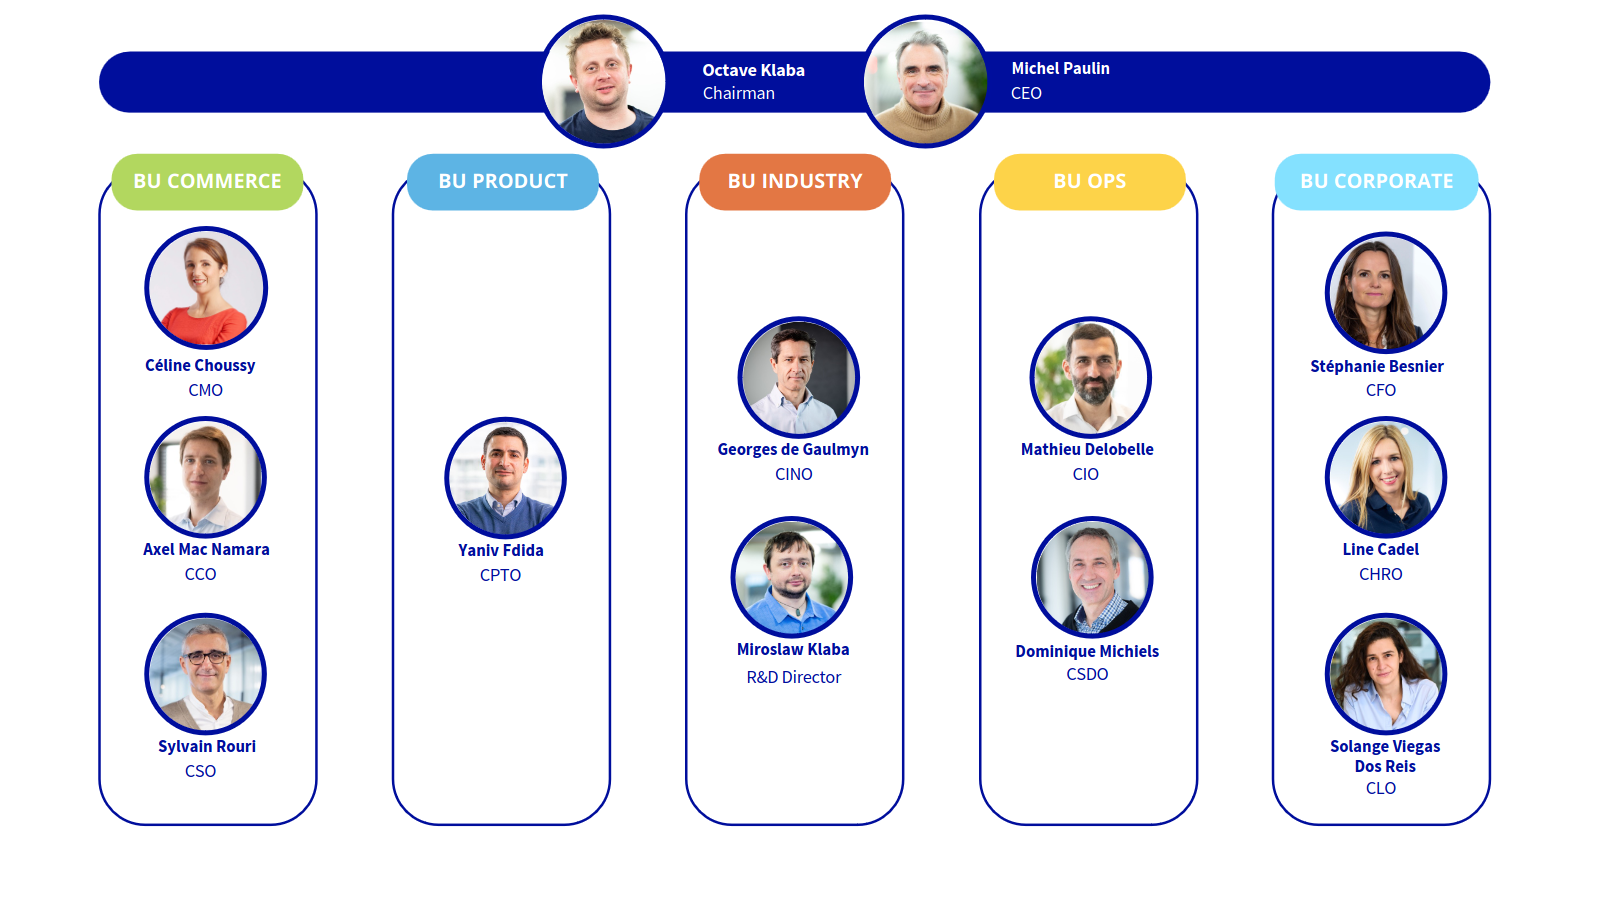 Octave Klaba
Chairman
Michel Paulin
CEO
BU COMMERCE
Céline Choussy
CMO
Axel Mac Namara
CCO
Sylvain Rouri
CSO
BU PRODUCT
Yaniv Fdida
CPTO
BU INDUSTRY
Georges de Gaulmyn
CINO
Miroslaw Klaba
R&D Director
BU OPS
Mathieu Delobelle
CIO
Dominique Michiels
CSDO
BU CORPORATE
Stéphanie Besnier
CFO
Line Cadel
CHRO
Solange Viegas
Dos Reis
CLO